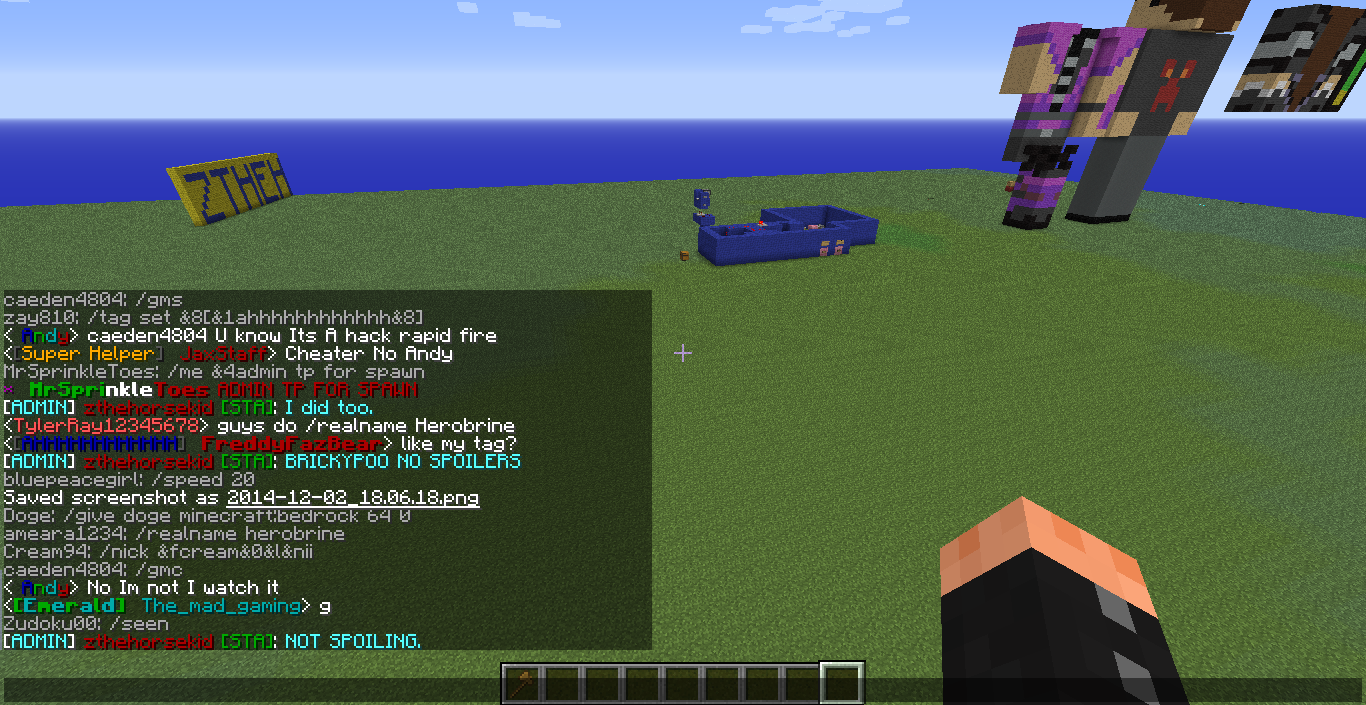 ZTHEH
caeden4804: /gms
zay810: /tag set &8[&1ahhhhhhhhhhhhh&8]
< Andy> caeden4804 U know Its A hack rapid fire
<[Super Helper] JaxStaff> Cheater No Andy
MrSprinkleToes: /me &4admin tp for spawn
* MrSprinkleToes ADMIN TP FOR SPAWN
[ADMIN] zthehorsekid [STA]: I did too.
<TylerRay12345678> guys do /realname Herobrine
<[AHHHHHHHHHHHHH] FreddyFazBear> like my tag?
[ADMIN] zthehorsekid [STA]: BRICKYPOO NO SPOILERS
bluepeacegirl: /speed 20
Saved screenshot as 2014-12-02_18.06.18.png
Doge: /give doge minecraft:bedrock 64 0
ameara1234: /realname herobrine
Cream94: /nick &fcream&0&l&nii
caeden4804: /gmc
< Andy> No Im not I watch it
<[Emerald] The_mad_gaming> g
Zudoku00: /seen
[ADMIN] zthehorsekid [STA]: NOT SPOILING.